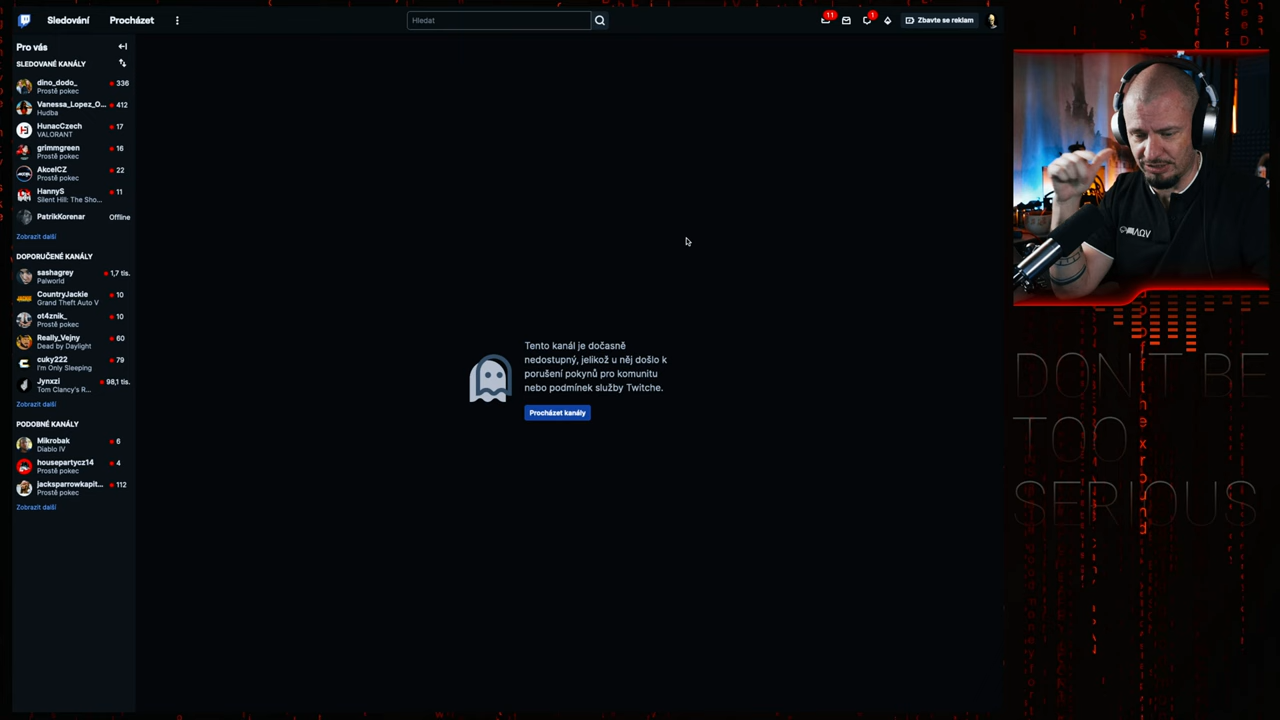 Sledování
Procházet
Hledat
11
1
Zbavte se reklam
Pro vás
SLEDOVANÉ KANÁLY
dino_dodo_
336
Prostě pokec
Vanessa_Lopez_O...
412
Hudba
HunacCzech
17
VALORANT
grimmgreen
16
Prostě pokec
AkcelCZ
22
Prostě pokec
HannyS
11
Silent Hill: The Sho...
PatrikKorenar
Offline
Zobrazit další
DOPORUČENÉ KANÁLY
sashagrey
1,7 tis.
Palworld
CountryJackie
10
Grand Theft Auto V
ot4znik_
10
Prostě pokec
Really_Vejny
60
Dead by Daylight
cuky222
79
I'm Only Sleeping
Jynxzi
98,1 tis.
Tom Clancy's R...
Zobrazit další
PODOBNÉ KANÁLY
Mikrobak
6
Diablo IV
housepartycz14
4
Prostě pokec
jacksparrowkapit...
112
Prostě pokec
Zobrazit další
Tento kanál je dočasně
nedostupný, jelikož u něj došlo k
porušení pokynů pro komunitu
nebo podmínek služby Twitche.
Procházet kanály
DON'T BE
TOO
SERIOUS